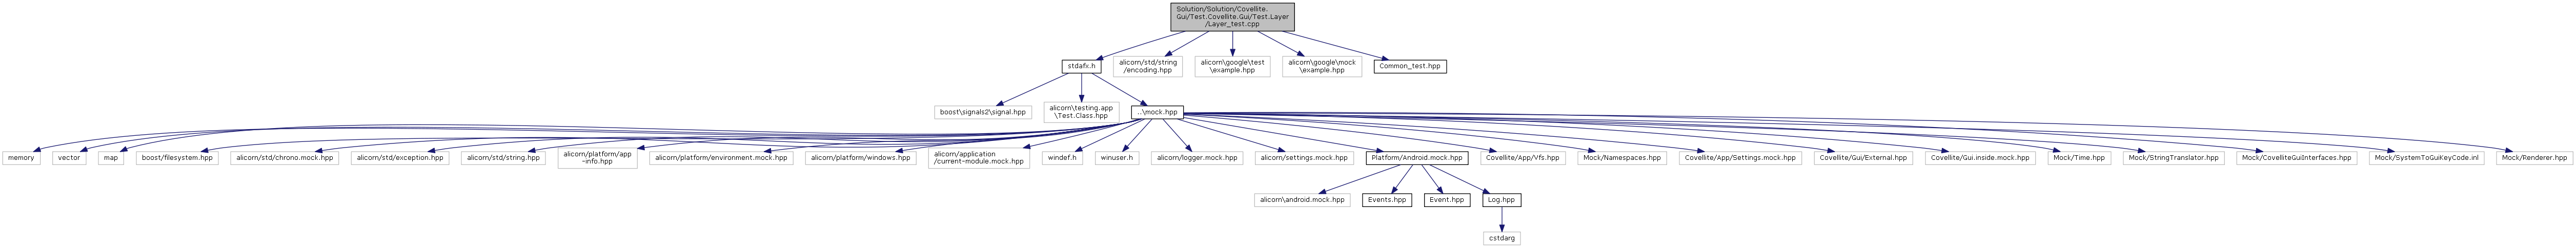 Solution/Solution/Covellite.
Gui/Test.Covellite.Gui/Test.Layer
/Layer_test.cpp
stdafx.h
alicorn/std/string
/encoding.hpp
alicorn\google\test
\example.hpp
alicorn\google\mock
\example.hpp
Common_test.hpp
boost\signals2\signal.hpp
alicorn\testing.app
\Test.Class.hpp
..\mock.hpp
memory
vector
map
boost/filesystem.hpp
alicorn/std/chrono.mock.hpp
alicorn/std/exception.hpp
alicorn/std/string.hpp
alicorn/platform/app
-info.hpp
alicorn/platform/environment.mock.hpp
alicorn/platform/windows.hpp
alicorn/application
/current-module.mock.hpp
windef.h
winuser.h
alicorn/logger.mock.hpp
alicorn/settings.mock.hpp
Platform/Android.mock.hpp
Covellite/App/Vfs.hpp
Mock/Namespaces.hpp
Covellite/App/Settings.mock.hpp
Covellite/Gui/External.hpp
Covellite/Gui.inside.mock.hpp
Mock/Time.hpp
Mock/StringTranslator.hpp
Mock/CovelliteGuiInterfaces.hpp
Mock/SystemToGuiKeyCode.inl
Mock/Renderer.hpp
alicorn\android.mock.hpp
Events.hpp
Event.hpp
Log.hpp
cstdarg